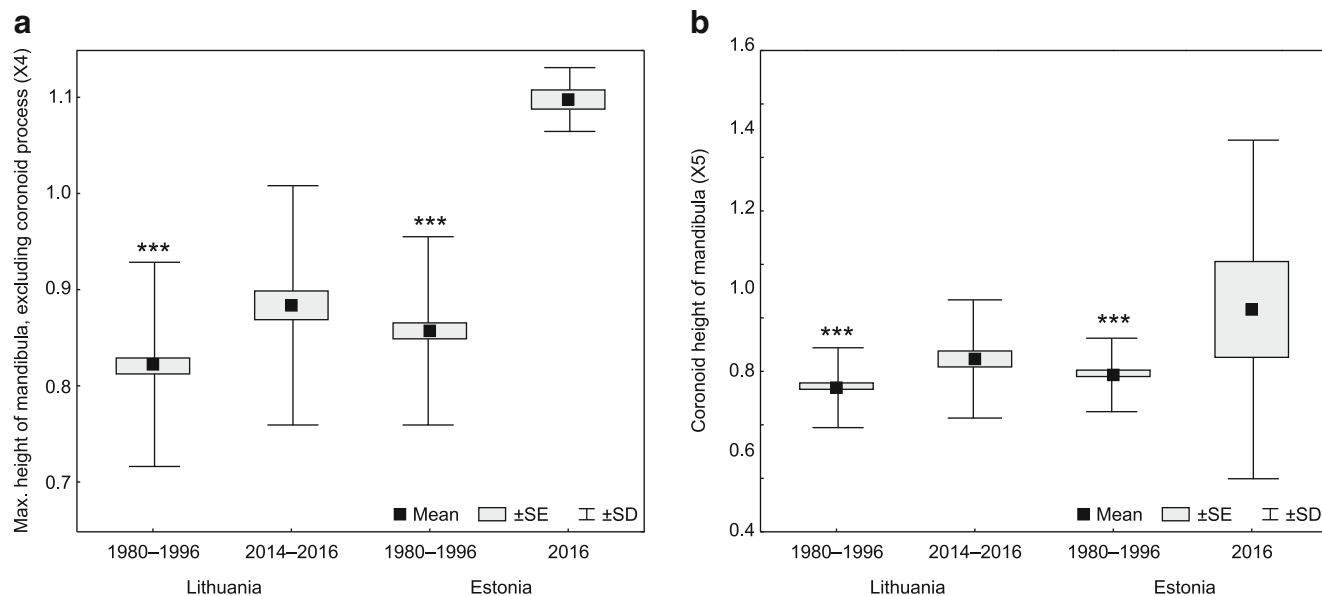 a
Max. height of mandibula, excluding coronoid process (X4)
1.1
1.0
0.9
0.8
0.7
***
***
Mean ±SE ±SD
1980–1996 2014–2016 1980–1996 2016
Lithuania Estonia
b
Coronoid height of mandibula (X5)
1.6
1.4
1.2
1.0
0.8
0.6
0.4
***
***
Mean ±SE ±SD
1980–1996 2014–2016 1980–1996 2016
Lithuania Estonia